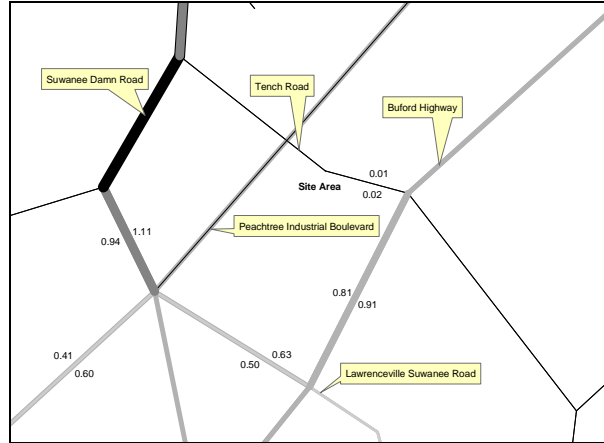 Suwanee Damn Road
Tench Road
Buford Highway
0.01
Site Area
0.02
Peachtree Industrial Boulevard
1.11
0.94
0.81
0.91
0.41
0.63
0.60
0.50
Lawrenceville Suwanee Road